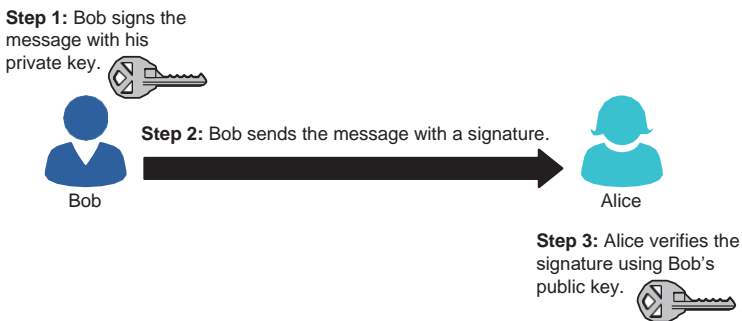 Step 1: Bob signs the
message with his
private key.
Step 2: Bob sends the message with a signature.
Bob
Alice
Step 3: Alice verifies the
signature using Bob’s
public key.